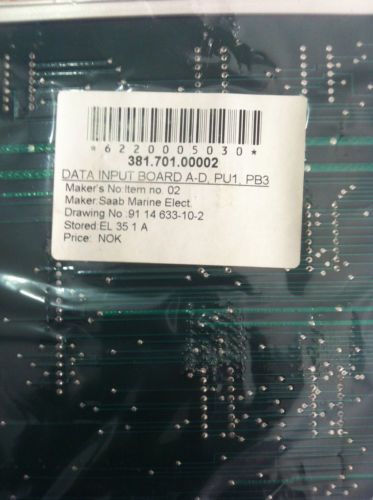 *6220005030*
381.701.00002
DATA INPUT BOARD A-D, PU1, PB3
Maker's No:Item no. 02
Maker:Saab Marine Elect.
Drawing No :91 14 633-10-2
Stored:EL 35 1 A
Price: NOK